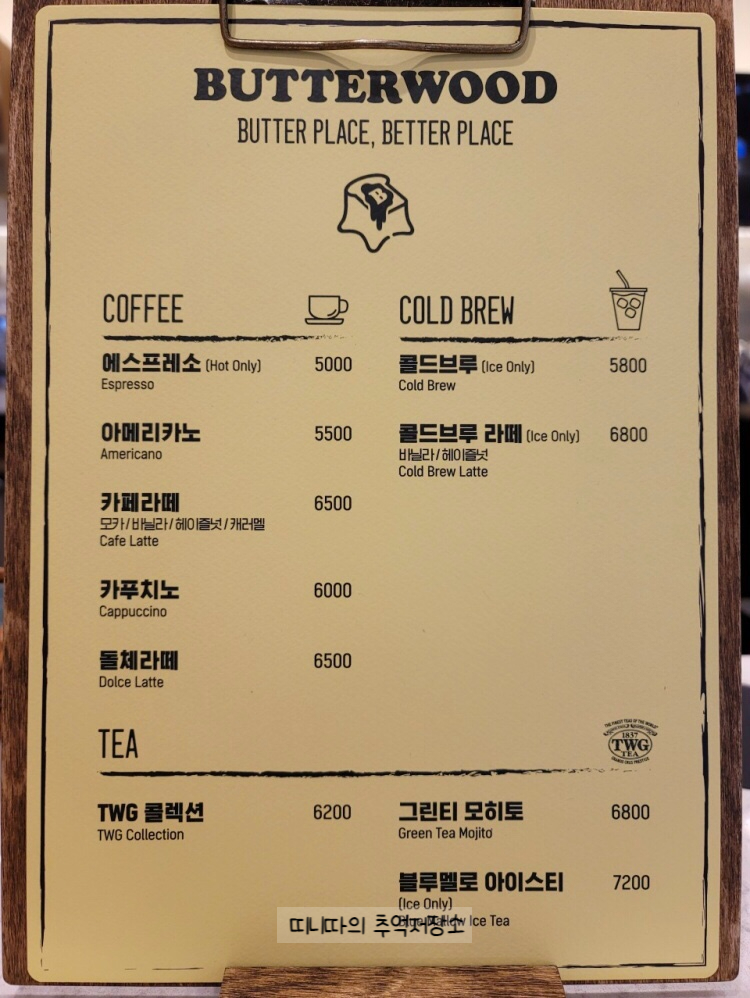 BUTTERWOOD
BUTTER PLACE, BETTER PLACE
B
COFFEE
에스프레소 (Hot Only) 5000
Espresso
아메리카노 5500
Americano
카페라떼 6500
모카 / 바닐라 / 헤이즐넛 / 캐러멜
Cafe Latte
카푸치노 6000
Cappuccino
돌체라떼 6500
Dolce Latte
COLD BREW
콜드브루 (Ice Only) 5800
Cold Brew
콜드브루 라떼 (Ice Only) 6800
바닐라 / 헤이즐넛
Cold Brew Latte
TEA
1837
TWG
TEA
TWG 콜렉션 6200
TWG Collection
그린티 모히토 6800
Green Tea Mojito
블루멜로 아이스티 7200
(Ice Only)
Ice Tea
띠니따의 추억저장소